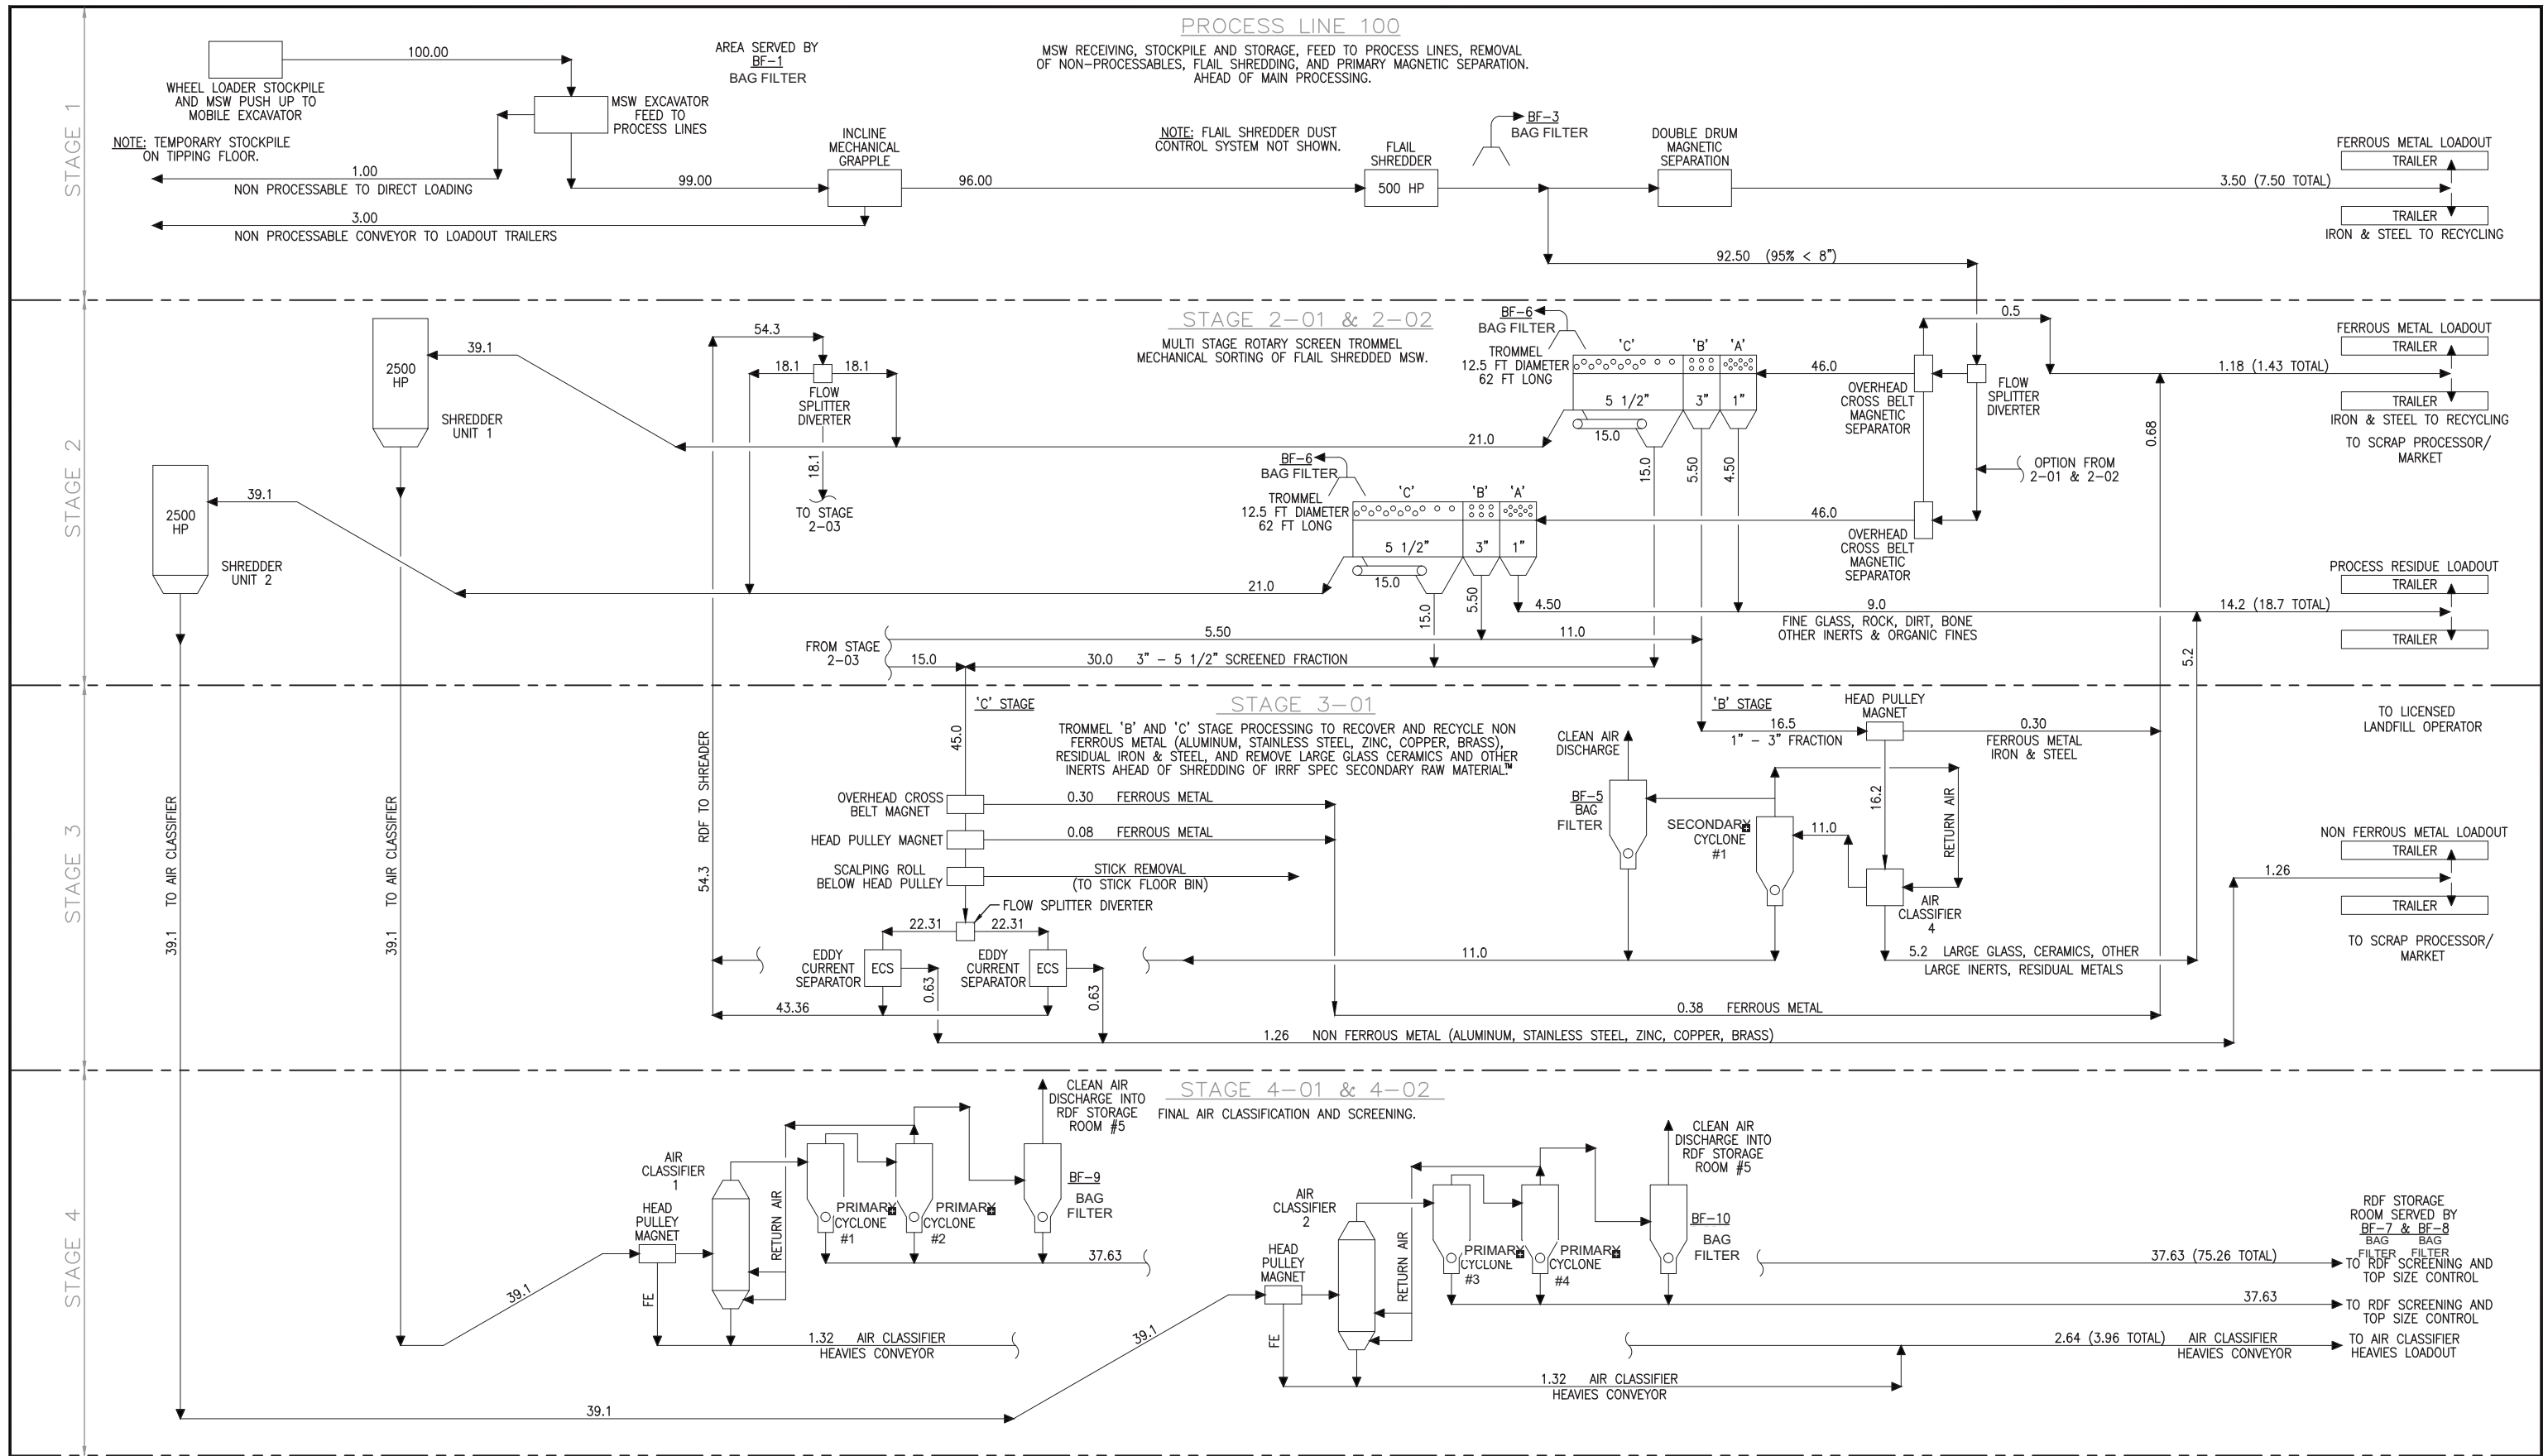 PROCESS LINE 100
MSW RECEIVING, STOCKPILE AND STORAGE, FEED TO PROCESS LINES, REMOVAL
OF NON-PROCESSABLES, FLAIL SHREDDING, AND PRIMARY MAGNETIC SEPARATION.
AHEAD OF MAIN PROCESSING.
STAGE 1
100.00
AREA SERVED BY
BF-1
BAG FILTER
WHEEL LOADER STOCKPILE
AND MSW PUSH UP TO
MOBILE EXCAVATOR
MSW EXCAVATOR
FEED TO
PROCESS LINES
NOTE: TEMPORARY STOCKPILE
ON TIPPING FLOOR.
1.00
NON PROCESSABLE TO DIRECT LOADING
99.00
INCLINE
MECHANICAL
GRAPPLE
96.00
3.00
NON PROCESSABLE CONVEYOR TO LOADOUT TRAILERS
NOTE: FLAIL SHREDDER DUST
CONTROL SYSTEM NOT SHOWN.
FLAIL
SHREDDER
500 HP
BF-3
BAG FILTER
DOUBLE DRUM
MAGNETIC
SEPARATION
3.50 (7.50 TOTAL)
FERROUS METAL LOADOUT
TRAILER
TRAILER
IRON & STEEL TO RECYCLING
92.50 (95% < 8")
STAGE 2
STAGE 2-01 & 2-02
MULTI STAGE ROTARY SCREEN TROMMEL
MECHANICAL SORTING OF FLAIL SHREDDED MSW.
2500
HP
39.1
SHREDDER
UNIT 1
2500
HP
39.1
SHREDDER
UNIT 2
54.3
18.1
18.1
FLOW
SPLITTER
DIVERTER
18.1
TO STAGE
2-03
BF-6
BAG FILTER
TROMMEL
12.5 FT DIAMETER
62 FT LONG
'C'
'B'
'A'
5 1/2"
3"
1"
15.0
21.0
15.0
5.50
4.50
46.0
OVERHEAD
CROSS BELT
MAGNETIC
SEPARATOR
FLOW
SPLITTER
DIVERTER
0.5
OPTION FROM
2-01 & 2-02
BF-6
BAG FILTER
TROMMEL
12.5 FT DIAMETER
62 FT LONG
'C'
'B'
'A'
5 1/2"
3"
1"
15.0
21.0
15.0
5.50
4.50
46.0
OVERHEAD
CROSS BELT
MAGNETIC
SEPARATOR
0.68
1.18 (1.43 TOTAL)
FERROUS METAL LOADOUT
TRAILER
TRAILER
IRON & STEEL TO RECYCLING
TO SCRAP PROCESSOR/
MARKET
9.0
FINE GLASS, ROCK, DIRT, BONE
OTHER INERTS & ORGANIC FINES
14.2 (18.7 TOTAL)
PROCESS RESIDUE LOADOUT
TRAILER
TRAILER
FROM STAGE
2-03
5.50
11.0
15.0
30.0 3" - 5 1/2" SCREENED FRACTION
5.2
STAGE 3
STAGE 3-01
TROMMEL 'B' AND 'C' STAGE PROCESSING TO RECOVER AND RECYCLE NON
FERROUS METAL (ALUMINUM, STAINLESS STEEL, ZINC, COPPER, BRASS),
RESIDUAL IRON & STEEL, AND REMOVE LARGE GLASS CERAMICS AND OTHER
INERTS AHEAD OF SHREDDING OF IRRF SPEC SECONDARY RAW MATERIAL.™
'C' STAGE
45.0
39.1 TO AIR CLASSIFIER
39.1 TO AIR CLASSIFIER
54.3 RDF TO SHREADER
OVERHEAD CROSS
BELT MAGNET
0.30 FERROUS METAL
HEAD PULLEY MAGNET
0.08 FERROUS METAL
SCALPING ROLL
BELOW HEAD PULLEY
STICK REMOVAL
(TO STICK FLOOR BIN)
FLOW SPLITTER DIVERTER
22.31
22.31
EDDY
CURRENT
SEPARATOR
ECS
0.63
EDDY
CURRENT
SEPARATOR
ECS
0.63
43.36
CLEAN AIR
DISCHARGE
BF-5
BAG
FILTER
SECONDARY
CYCLONE
#1
11.0
'B' STAGE
16.5
1" - 3" FRACTION
HEAD PULLEY
MAGNET
0.30
FERROUS METAL
IRON & STEEL
16.2
RETURN AIR
AIR
CLASSIFIER
4
11.0
5.2 LARGE GLASS, CERAMICS, OTHER
LARGE INERTS, RESIDUAL METALS
0.38 FERROUS METAL
1.26 NON FERROUS METAL (ALUMINUM, STAINLESS STEEL, ZINC, COPPER, BRASS)
TO LICENSED
LANDFILL OPERATOR
NON FERROUS METAL LOADOUT
TRAILER
1.26
TRAILER
TO SCRAP PROCESSOR/
MARKET
STAGE 4
STAGE 4-01 & 4-02
FINAL AIR CLASSIFICATION AND SCREENING.
39.1
HEAD
PULLEY
MAGNET
AIR
CLASSIFIER
1
RETURN AIR
FE
PRIMARY
CYCLONE
#1
PRIMARY
CYCLONE
#2
CLEAN AIR
DISCHARGE INTO
RDF STORAGE
ROOM #5
BF-9
BAG
FILTER
37.63
1.32 AIR CLASSIFIER
HEAVIES CONVEYOR
39.1
39.1
HEAD
PULLEY
MAGNET
AIR
CLASSIFIER
2
RETURN AIR
FE
PRIMARY
CYCLONE
#3
PRIMARY
CYCLONE
#4
CLEAN AIR
DISCHARGE INTO
RDF STORAGE
ROOM #5
BF-10
BAG
FILTER
1.32 AIR CLASSIFIER
HEAVIES CONVEYOR
RDF STORAGE
ROOM SERVED BY
BF-7 & BF-8
BAG BAG
FILTER FILTER
37.63 (75.26 TOTAL)
TO RDF SCREENING AND
TOP SIZE CONTROL
37.63
TO RDF SCREENING AND
TOP SIZE CONTROL
2.64 (3.96 TOTAL) AIR CLASSIFIER
HEAVIES CONVEYOR
TO AIR CLASSIFIER
HEAVIES LOADOUT